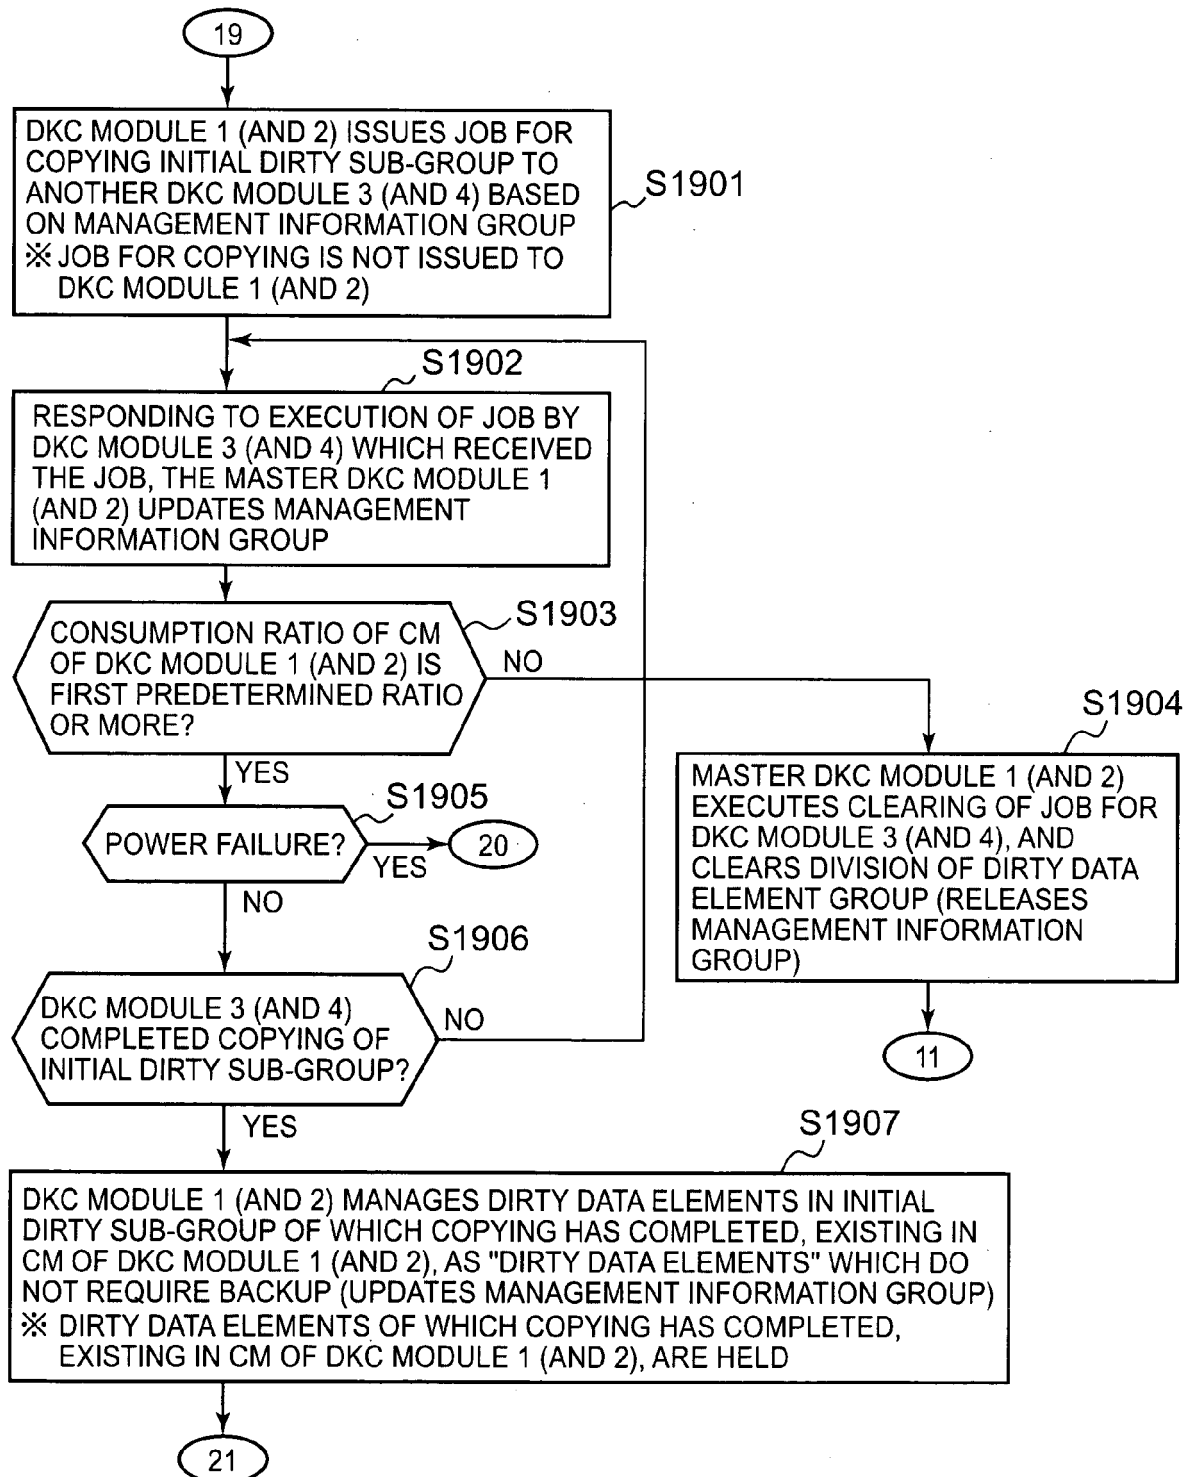 19
DKC MODULE 1 (AND 2) ISSUES JOB FOR
COPYING INITIAL DIRTY SUB-GROUP TO
ANOTHER DKC MODULE 3 (AND 4) BASED
ON MANAGEMENT INFORMATION GROUP
※ JOB FOR COPYING IS NOT ISSUED TO
DKC MODULE 1 (AND 2)
S1901
S1902
RESPONDING TO EXECUTION OF JOB BY
DKC MODULE 3 (AND 4) WHICH RECEIVED
THE JOB, THE MASTER DKC MODULE 1
(AND 2) UPDATES MANAGEMENT
INFORMATION GROUP
S1903
CONSUMPTION RATIO OF CM
OF DKC MODULE 1 (AND 2) IS
FIRST PREDETERMINED RATIO
OR MORE?
NO
YES
S1904
MASTER DKC MODULE 1 (AND 2)
EXECUTES CLEARING OF JOB FOR
DKC MODULE 3 (AND 4), AND
CLEARS DIVISION OF DIRTY DATA
ELEMENT GROUP (RELEASES
MANAGEMENT INFORMATION
GROUP)
11
S1905
POWER FAILURE?
YES
20
NO
S1906
DKC MODULE 3 (AND 4)
COMPLETED COPYING OF
INITIAL DIRTY SUB-GROUP?
NO
YES
S1907
DKC MODULE 1 (AND 2) MANAGES DIRTY DATA ELEMENTS IN INITIAL
DIRTY SUB-GROUP OF WHICH COPYING HAS COMPLETED, EXISTING IN
CM OF DKC MODULE 1 (AND 2), AS "DIRTY DATA ELEMENTS" WHICH DO
NOT REQUIRE BACKUP (UPDATES MANAGEMENT INFORMATION GROUP)
※ DIRTY DATA ELEMENTS OF WHICH COPYING HAS COMPLETED,
EXISTING IN CM OF DKC MODULE 1 (AND 2), ARE HELD
21